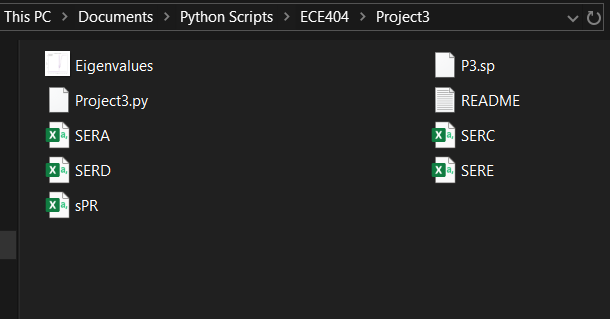 This PC > Documents > Python Scripts > ECE404 > Project3
Eigenvalues
P3.sp
Project3.py
README
SERA
SERC
SERD
SERE
sPR